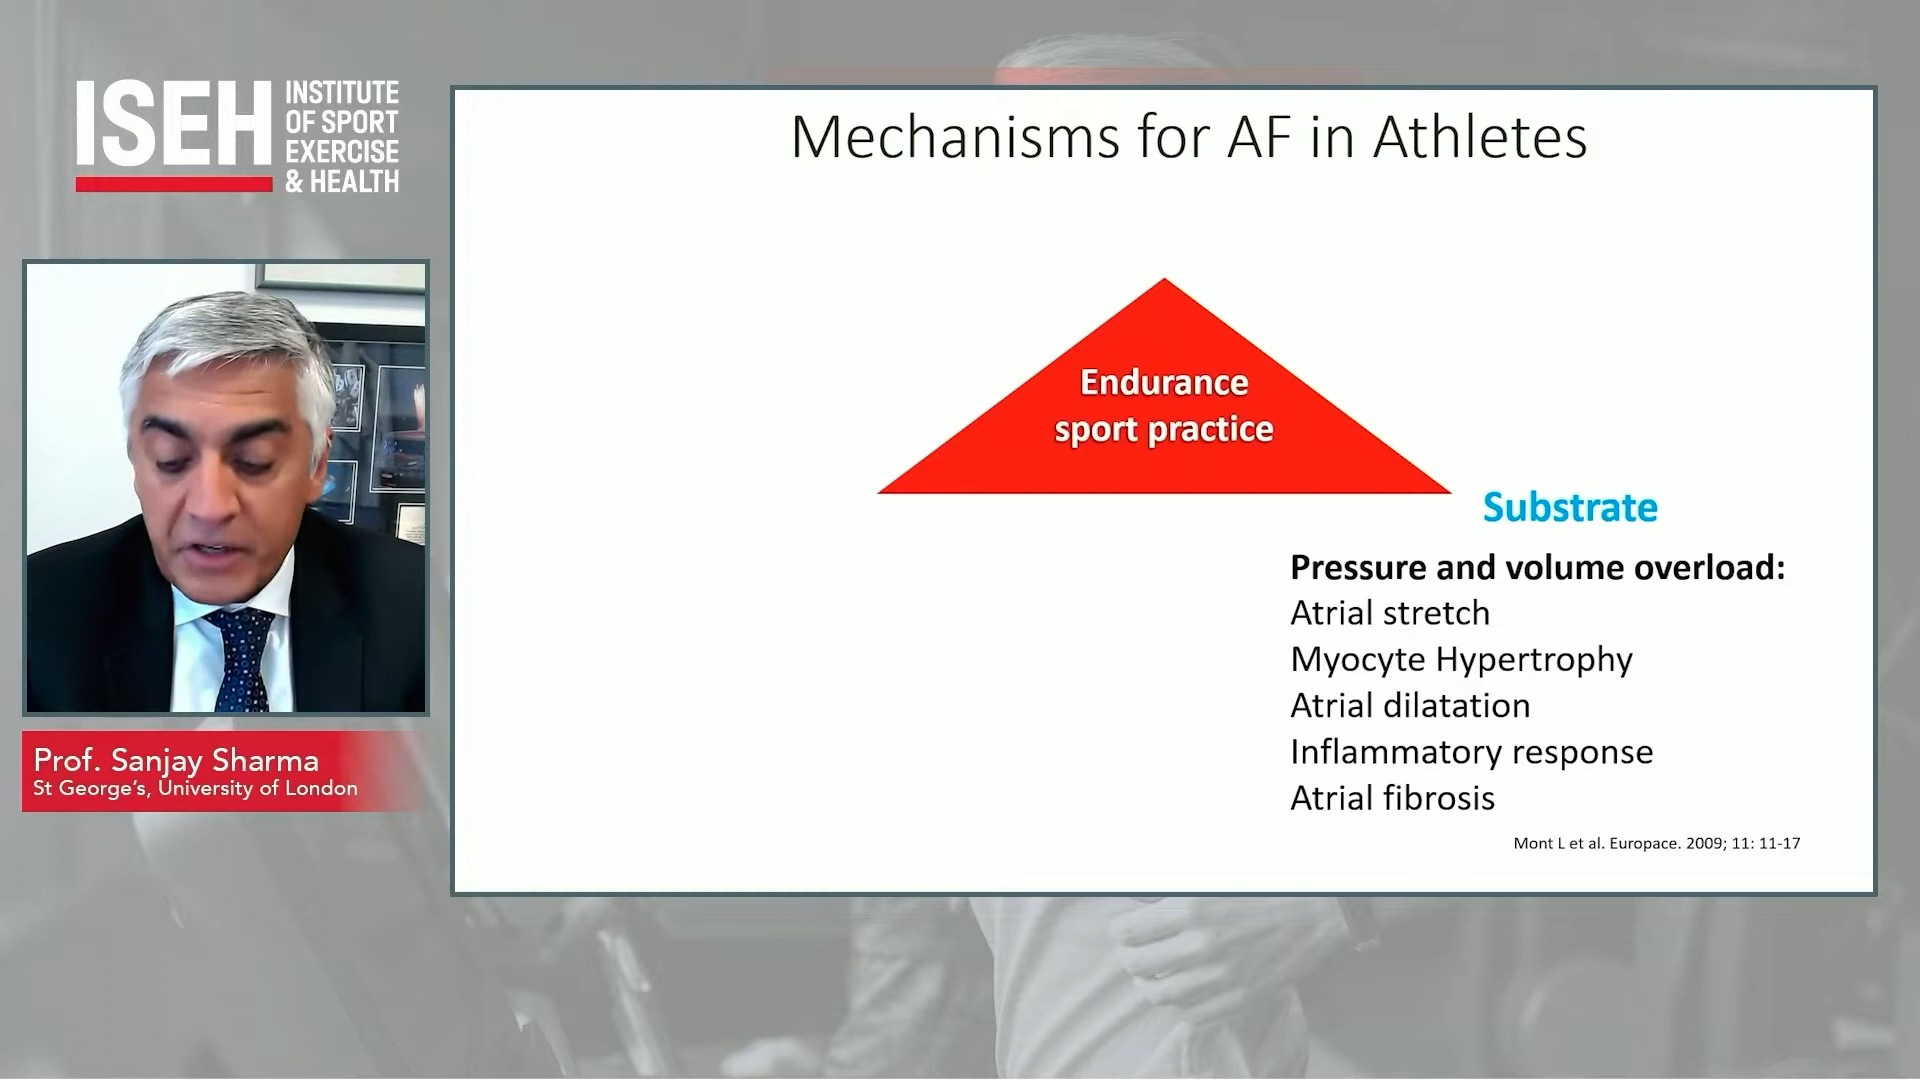 ISEH
INSTITUTE
OF SPORT
EXERCISE
& HEALTH
Mechanisms for AF in Athletes
Endurance
sport practice
Substrate
Pressure and volume overload:
Atrial stretch
Myocyte Hypertrophy
Atrial dilatation
Inflammatory response
Atrial fibrosis
Mont L et al. Europace. 2009; 11: 11-17
Prof. Sanjay Sharma
St George's, University of London